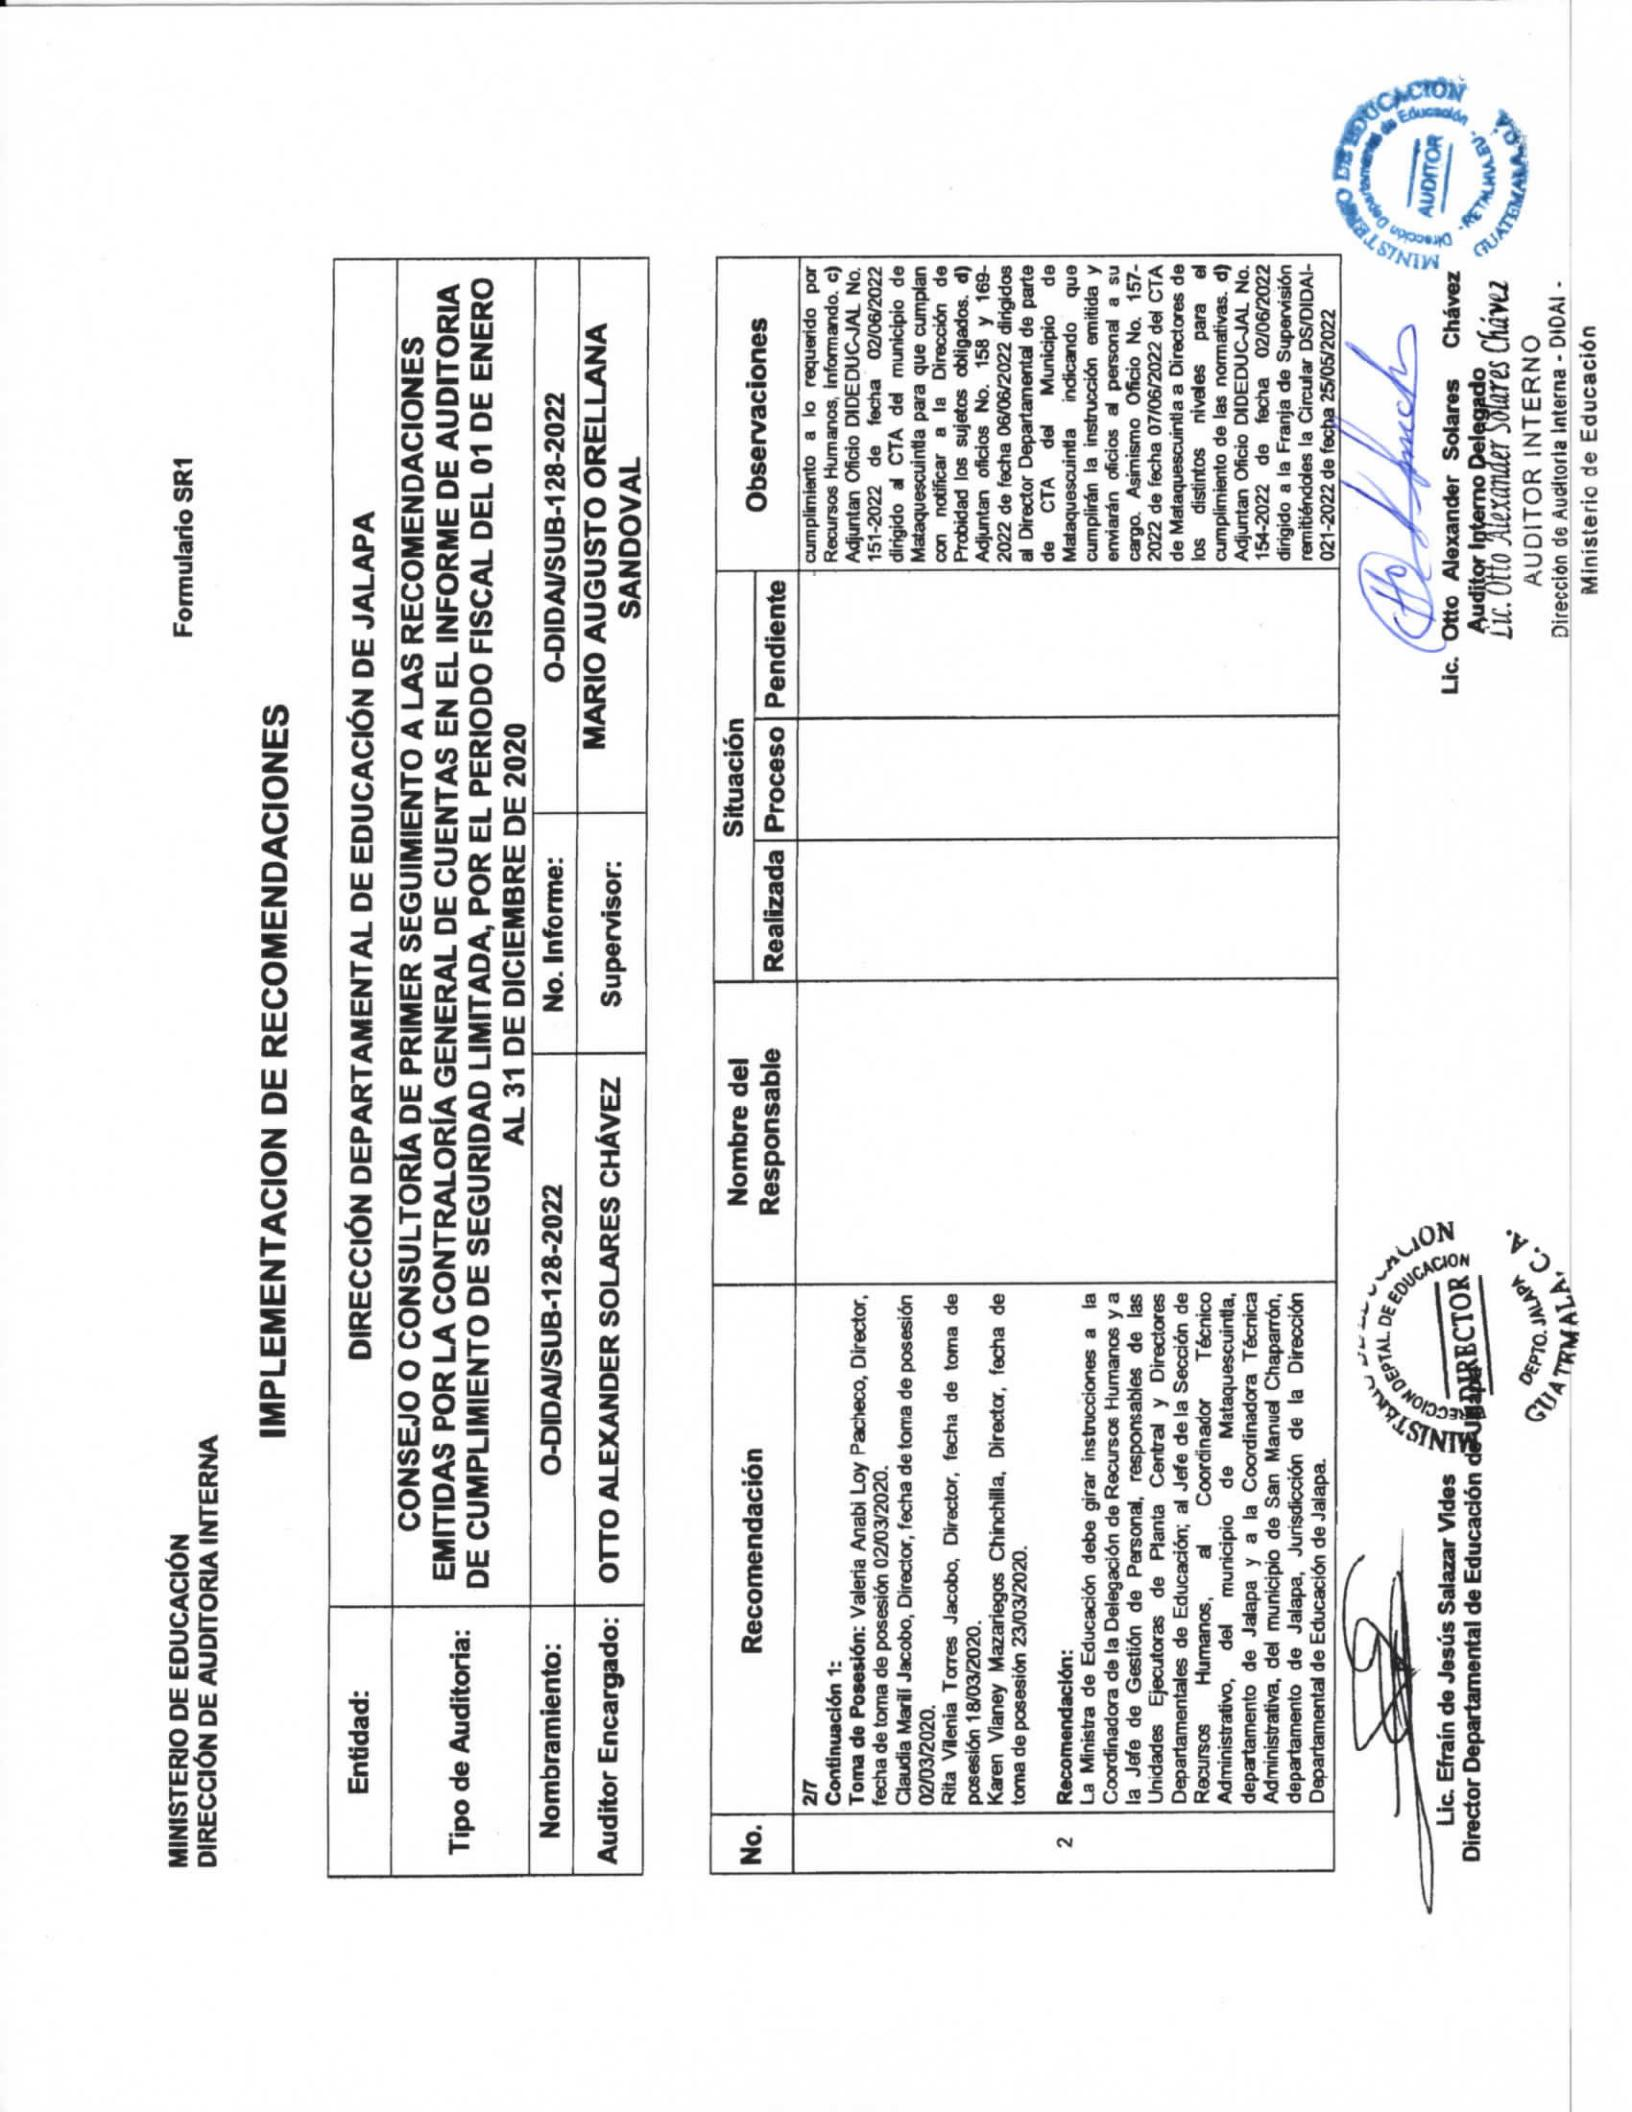 MINISTERIO DE EDUCACIÓN
DIRECCIÓN DE AUDITORIA INTERNA
Formulario SR1
IMPLEMENTACION DE RECOMENDACIONES
Entidad:
DIRECCIÓN DEPARTAMENTAL DE EDUCACIÓN DE JALAPA
Tipo de Auditoria:
CONSEJO O CONSULTORÍA DE PRIMER SEGUIMIENTO A LAS RECOMENDACIONES
EMITIDAS POR LA CONTRALORÍA GENERAL DE CUENTAS EN EL INFORME DE AUDITORIA
DE CUMPLIMIENTO DE SEGURIDAD LIMITADA, POR EL PERIODO FISCAL DEL 01 DE ENERO
AL 31 DE DICIEMBRE DE 2020
Nombramiento:
O-DIDAI/SUB-128-2022
No. Informe:
O-DIDAI/SUB-128-2022
Auditor Encargado:
OTTO ALEXANDER SOLARES CHÁVEZ
Supervisor:
MARIO AUGUSTO ORELLANA
SANDOVAL
No.
Recomendación
Nombre del
Responsable
Situación
Realizada
Proceso
Pendiente
Observaciones
2
2/7
Continuación 1:
Toma de Posesión: Valeria Anabi Loy Pacheco, Director,
fecha de toma de posesión 02/03/2020.
Claudia Marilí Jacobo, Director, fecha de toma de posesión
02/03/2020.
Rita Vilenia Torres Jacobo, Director, fecha de toma de
posesión 18/03/2020.
Karen Vianey Mazariegos Chinchilla, Director, fecha de
toma de posesión 23/03/2020.
Recomendación:
La Ministra de Educación debe girar instrucciones a la
Coordinadora de la Delegación de Recursos Humanos y a
la Jefe de Gestión de Personal, responsables de las
Unidades Ejecutoras de Planta Central y Directores
Departamentales de Educación; al Jefe de la Sección de
Recursos Humanos, al Coordinador Técnico
Administrativo, del municipio de Mataquescuintla,
departamento de Jalapa y a la Coordinadora Técnica
Administrativa, del municipio de San Manuel Chaparrón,
departamento de Jalapa, Jurisdicción de la Dirección
Departamental de Educación de Jalapa.
cumplimiento a lo requerido por
Recursos Humanos, informando. c)
Adjuntan Oficio DIDEDUC-JAL No.
151-2022 de fecha 02/06/2022
dirigido al CTA del municipio de
Mataquescuintla para que cumplan
con notificar a la Dirección de
Probidad los sujetos obligados. d)
Adjuntan oficios No. 158 y 169-
2022 de fecha 06/06/2022 dirigidos
al Director Departamental de parte
de CTA del Municipio de
Mataquescuintla indicando que
cumplirán la instrucción emitida y
enviarán oficios al personal a su
cargo. Asimismo Oficio No. 157-
2022 de fecha 07/06/2022 del CTA
de Mataquescuintla a Directores de
los distintos niveles para el
cumplimiento de las normativas. d)
Adjuntan Oficio DIDEDUC-JAL No.
154-2022 de fecha 02/06/2022
dirigido a la Franja de Supervisión
remitiéndoles la Circular DS/DIDAI-
021-2022 de fecha 25/05/2022
Lic. Efraín de Jesús Salazar Vides
Director Departamental de Educación de Jalapa
DEPTAL DE EDUCACION
DIRECTOR
DEPTO. JALAPA
GUATEMALA, C. A.
Lic. Otto Alexander Solares Chávez
Auditor Interno Delegado
Lic. Otto Alexander Solares Chávez
AUDITOR INTERNO
Dirección de Auditoria Interna - DIDAI -
Ministerio de Educación
MINISTERIO DE EDUCACIÓN
Dirección Departamental de Educación
AUDITOR
- RETALHULEU -
GUATEMALA, C. A.